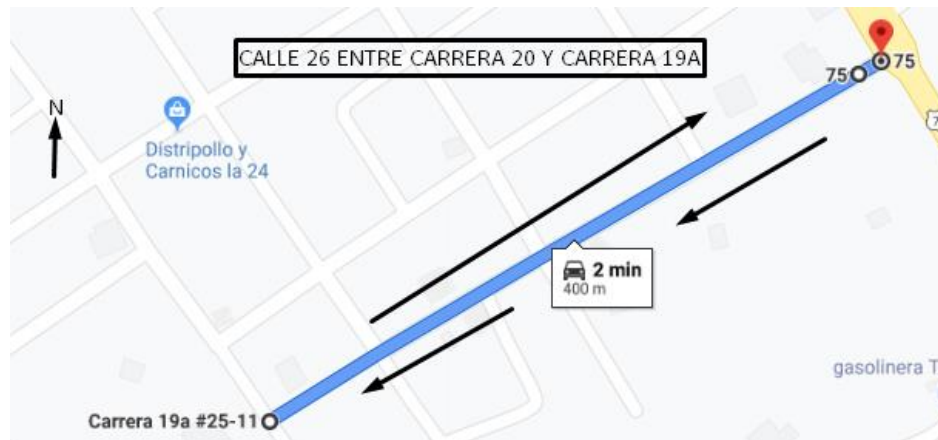 CALLE 26 ENTRE CARRERA 20 Y CARRERA 19A
75
75
N
7
Distripollo y
Carnicos la 24
2 min
400 m
gasolinera T
Carrera 19a #25-11